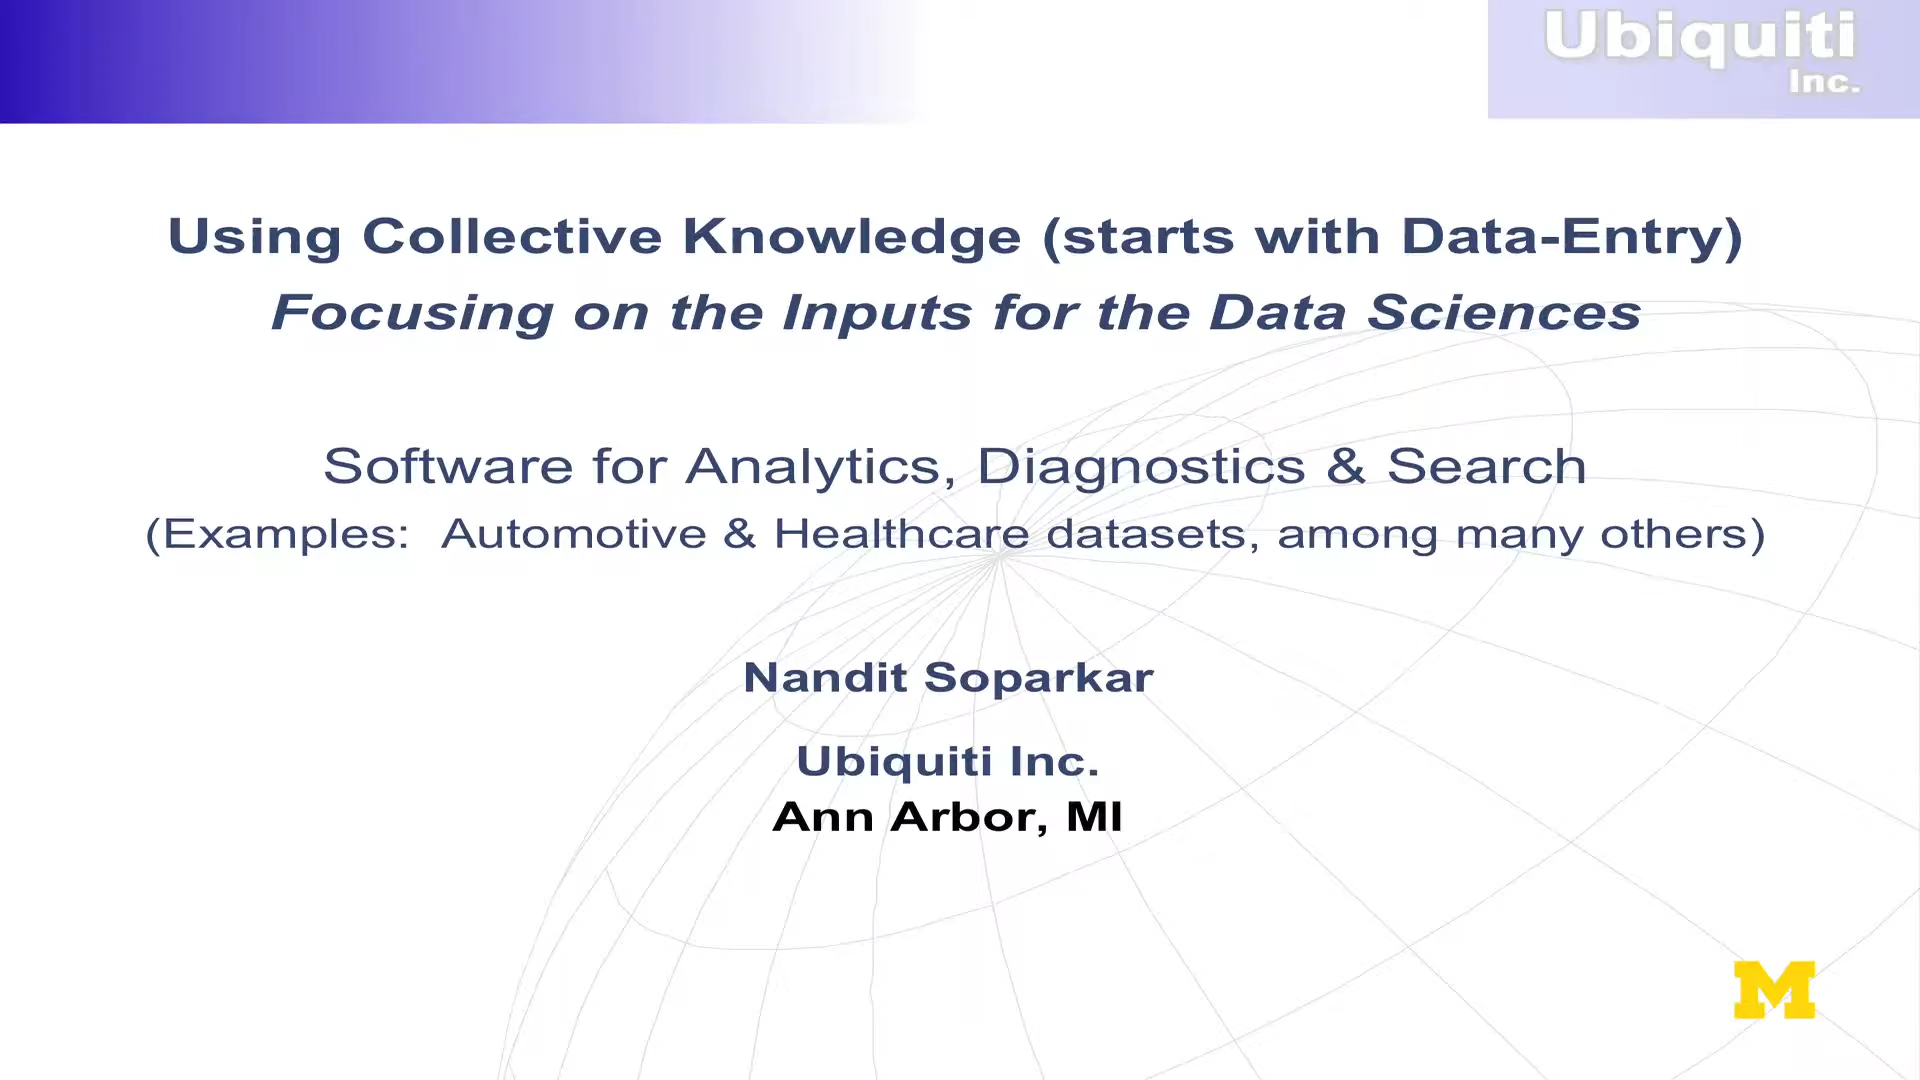 Ubiquiti
Inc.
Using Collective Knowledge (starts with Data-Entry)
Focusing on the Inputs for the Data Sciences
Software for Analytics, Diagnostics & Search
(Examples:  Automotive & Healthcare datasets, among many others)
Nandit Soparkar
Ubiquiti Inc.
Ann Arbor, MI
M